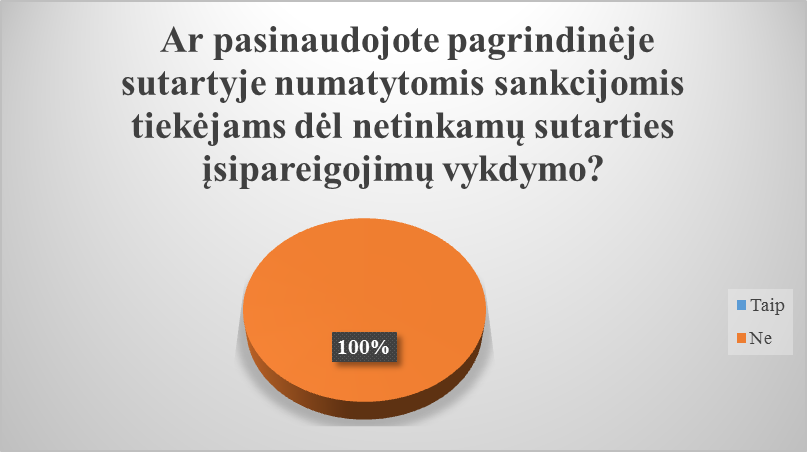 Ar pasinaudojote pagrindinėje
sutartyje numatytomis sankcijomis
tiekėjams dėl netinkamų sutarties
įsipareigojimų vykdymo?
100%
Taip
Ne